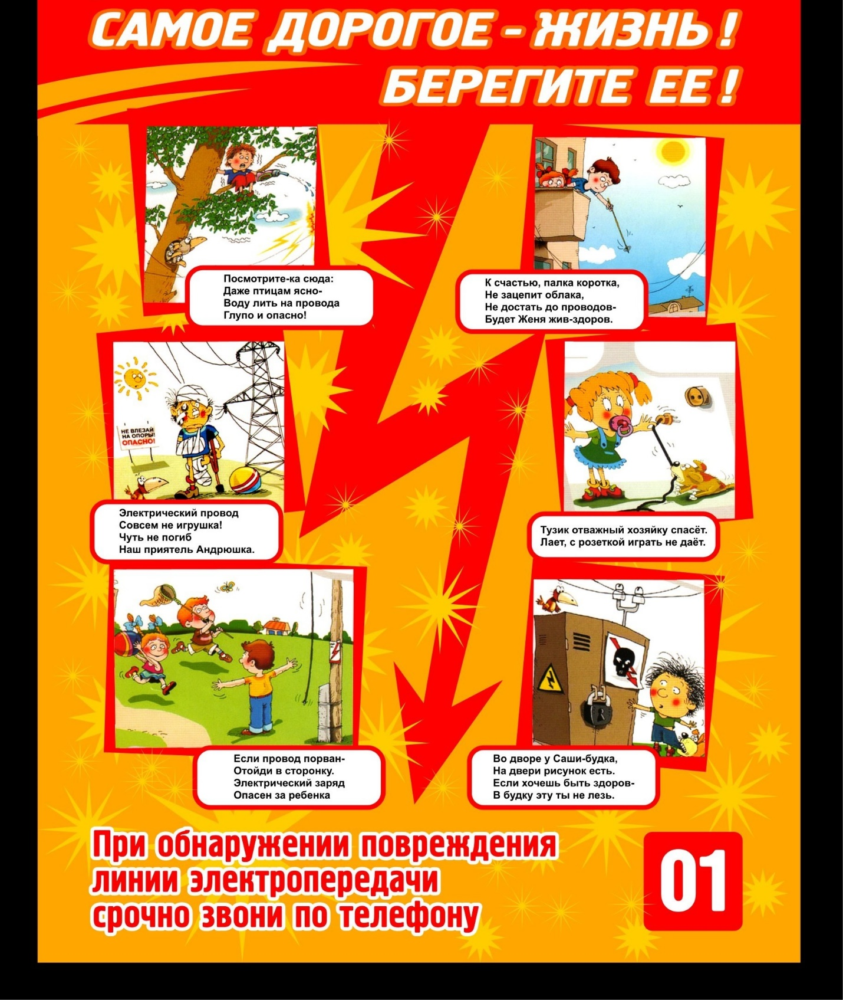 САМОЕ ДОРОГОЕ - ЖИЗНЬ !
БЕРЕГИТЕ ЕЕ !
Посмотрите-ка сюда:
Даже птицам ясно-
Воду лить на провода
Глупо и опасно!
К счастью, палка коротка,
Не зацепит облака,
Не достать до проводов-
Будет Женя жив-здоров.
НЕ ВЛЕЗАЙ
НА ОПОРЫ!
ОПАСНО!
Электрический провод
Совсем не игрушка!
Чуть не погиб
Наш приятель Андрюшка.
Тузик отважный хозяйку спасёт.
Лает, с розеткой играть не даёт.
Если провод порван-
Отойди в сторонку.
Электрический заряд
Опасен за ребенка
Во дворе у Саши-будка,
На двери рисунок есть.
Если хочешь быть здоров-
В будку эту ты не лезь.
При обнаружении повреждения
линии электропередачи
срочно звони по телефону
01